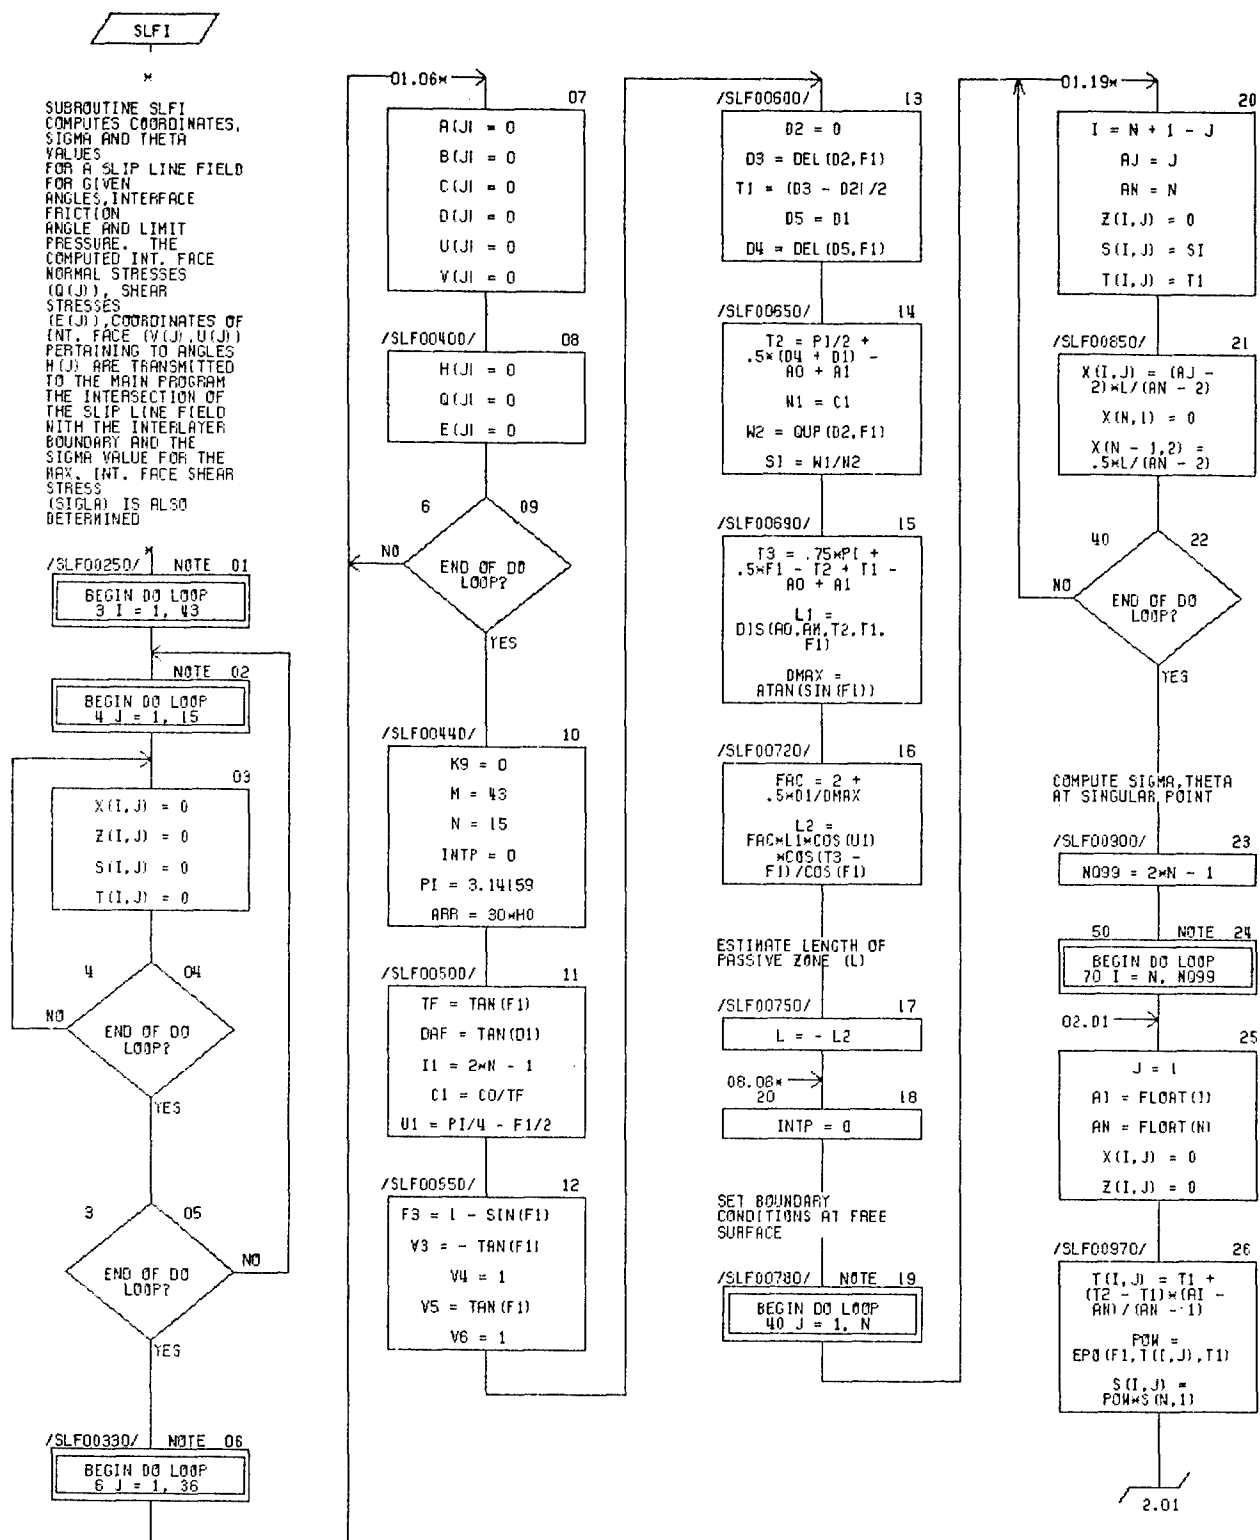 SLFI
*
SUBROUTINE SLFI
COMPUTES COORDINATES,
SIGMA AND THETA
VALUES
FOR A SLIP LINE FIELD
FOR GIVEN
ANGLES,INTERFACE
FRICTION
ANGLE AND LIMIT
PRESSURE. THE
COMPUTED INT. FACE
NORMAL STRESSES
(Q(J)), SHEAR
STRESSES
(E(J)),COORDINATES OF
INT. FACE (V(J),U(J))
PERTAINING TO ANGLES
H(J) ARE TRANSMITTED
TO THE MAIN PROGRAM
THE INTERSECTION OF
THE SLIP LINE FIELD
WITH THE INTERLAYER
BOUNDARY AND THE
SIGMA VALUE FOR THE
MAX. INT. FACE SHEAR
STRESS
(SIGLA) IS ALSO
DETERMINED
*
/SLF00250/ NOTE 01
BEGIN DO LOOP
3 I = 1, 43
NOTE 02
BEGIN DO LOOP
4 J = 1, 15
03
X(I,J) = 0
Z(I,J) = 0
S(I,J) = 0
T(I,J) = 0
4 04
NO
END OF DO
LOOP?
YES
3 05
NO
END OF DO
LOOP?
YES
/SLF00330/ NOTE 06
BEGIN DO LOOP
6 J = 1, 36
01.06*
07
A(J) = 0
B(J) = 0
C(J) = 0
D(J) = 0
U(J) = 0
V(J) = 0
/SLF00400/ 08
H(J) = 0
Q(J) = 0
E(J) = 0
6 09
NO
END OF DO
LOOP?
YES
/SLF00440/ 10
K9 = 0
M = 43
N = 15
INTP = 0
PI = 3.14159
ARR = 30*H0
/SLF00500/ 11
TF = TAN(F1)
DAF = TAN(D1)
I1 = 2*N - 1
C1 = CO/TF
U1 = PI/4 - F1/2
/SLF00550/ 12
F3 = 1 - SIN(F1)
V3 = - TAN(F1)
V4 = 1
V5 = TAN(F1)
V6 = 1
/SLF00600/ 13
D2 = 0
D3 = DEL(D2,F1)
T1 = (D3 - D2)/2
D5 = D1
D4 = DEL(D5,F1)
/SLF00650/ 14
T2 = PI/2 +
.5*(D4 + D1) -
A0 + A1
W1 = C1
W2 = QUP(D2,F1)
S1 = W1/W2
/SLF00690/ 15
T3 = .75*PI +
.5*F1 - T2 + T1 -
A0 + A1
L1 =
DIS(A0,AM,T2,T1,
F1)
DMAX =
ATAN(SIN(F1))
/SLF00720/ 16
FAC = 2 +
.5*D1/DMAX
L2 =
FAC*L1*COS(U1)
*COS(T3 -
F1)/COS(F1)
ESTIMATE LENGTH OF
PASSIVE ZONE (L)
/SLF00750/ 17
L = - L2
08.08*
20 18
INTP = 0
SET BOUNDARY
CONDITIONS AT FREE
SURFACE
/SLF00780/ NOTE 19
BEGIN DO LOOP
40 J = 1, N
01.19*
20
I = N + 1 - J
AJ = J
AN = N
Z(I,J) = 0
S(I,J) = SI
T(I,J) = T1
/SLF00850/ 21
X(I,J) = (AJ -
2)*L/(AN - 2)
X(N,1) = 0
X(N - 1,2) =
.5*L/(AN - 2)
40 22
NO
END OF DO
LOOP?
YES
COMPUTE SIGMA,THETA
AT SINGULAR POINT
/SLF00900/ 23
NO99 = 2*N - 1
50 NOTE 24
BEGIN DO LOOP
70 I = N, NO99
02.01
25
J = 1
AI = FLOAT(I)
AN = FLOAT(N)
X(I,J) = 0
Z(I,J) = 0
/SLF00970/ 26
T(I,J) = T1 +
(T2 - T1)*(AI -
AN)/(AN - 1)
POW =
EPO(F1,T(I,J),T1)
S(I,J) =
POW*S(N,1)
2.01